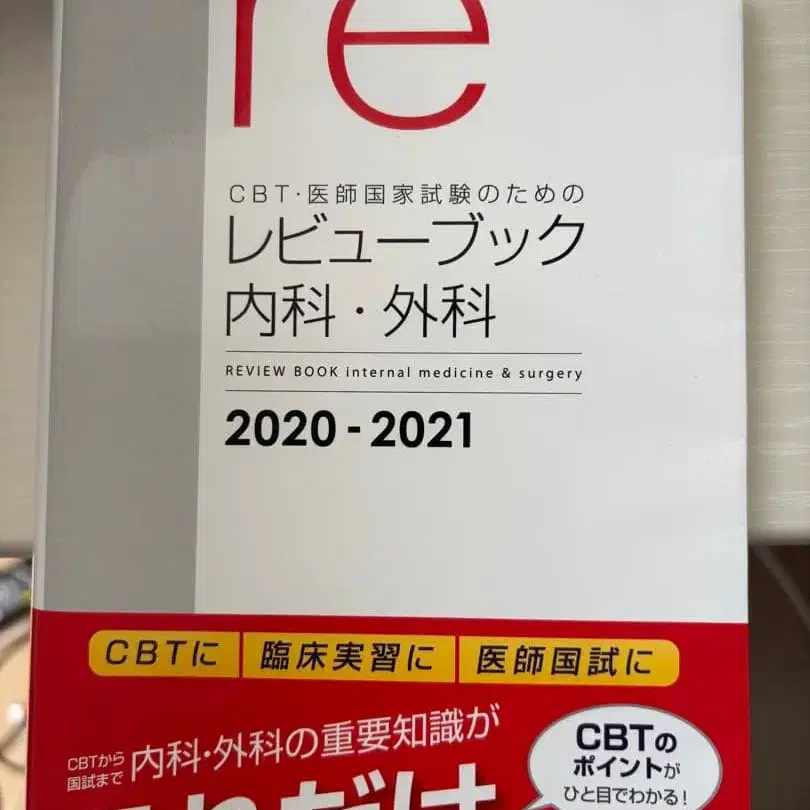 re
CBT・医師国家試験のための
レビューブック
内科・外科
REVIEW BOOK internal medicine & surgery
2020-2021
CBTに 臨床実習に 医師国試に
CBTから
国試まで
内科・外科の重要知識が
これだけ
CBTの
ポイントが
ひと目でわかる!